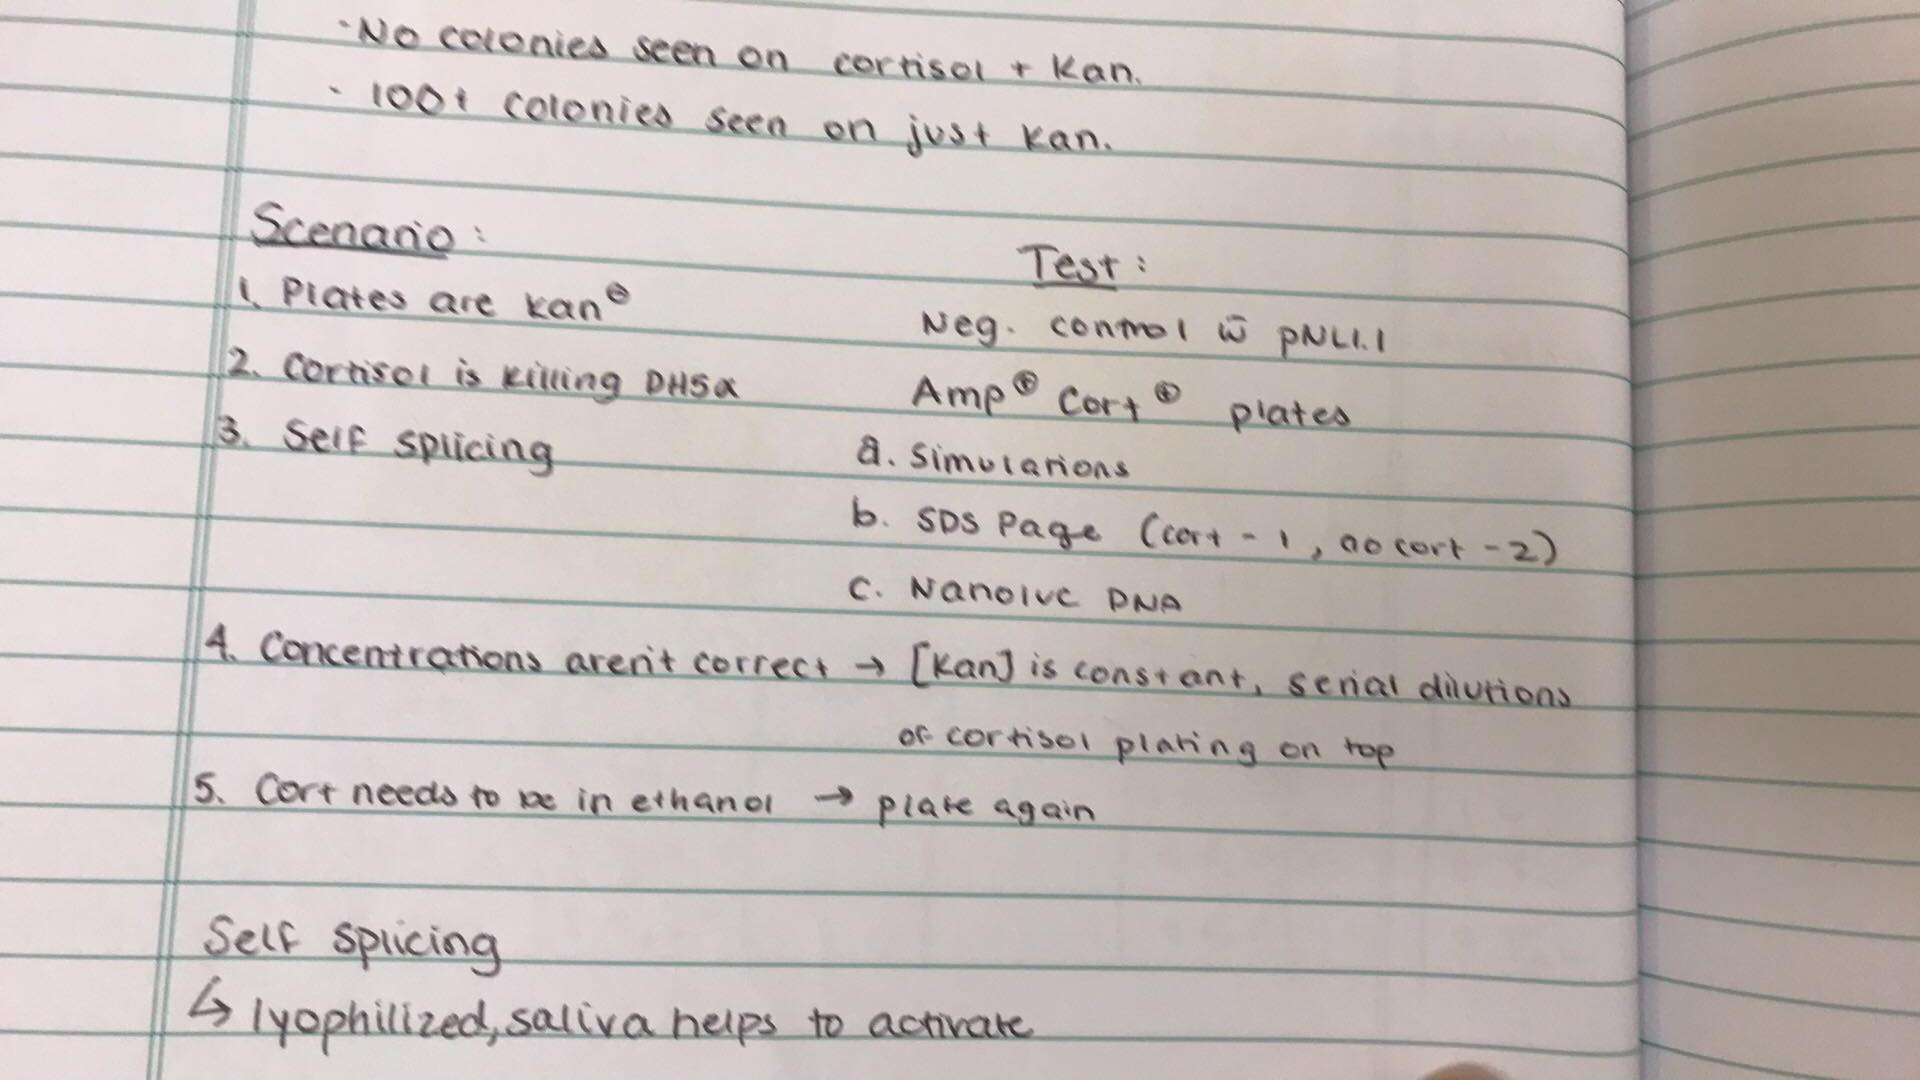 ·No colonies seen on cortisol + Kan.
· 100+ colonies seen on just kan.
Scenario:
Test:
1. Plates are kan⊖
Neg. control w̄ pNL1.1
2. Cortisol is killing DH5α
Amp⊕ Cort⊕ plates
3. Self splicing
a. Simulations
b. SDS Page (cort - 1, no cort - 2)
c. Nanoluc DNA
4. Concentrations aren't correct → [Kan] is constant, serial dilutions
of cortisol plating on top
5. Cort needs to be in ethanol → plate again
Self splicing
↳ lyophilized, saliva helps to activate